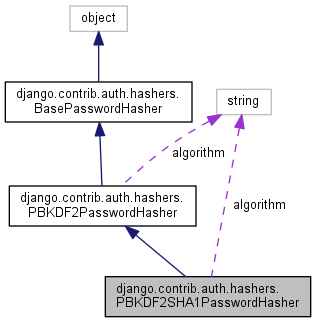 object
django.contrib.auth.hashers.
BasePasswordHasher
string
algorithm
django.contrib.auth.hashers.
PBKDF2PasswordHasher
algorithm
django.contrib.auth.hashers.
PBKDF2SHA1PasswordHasher